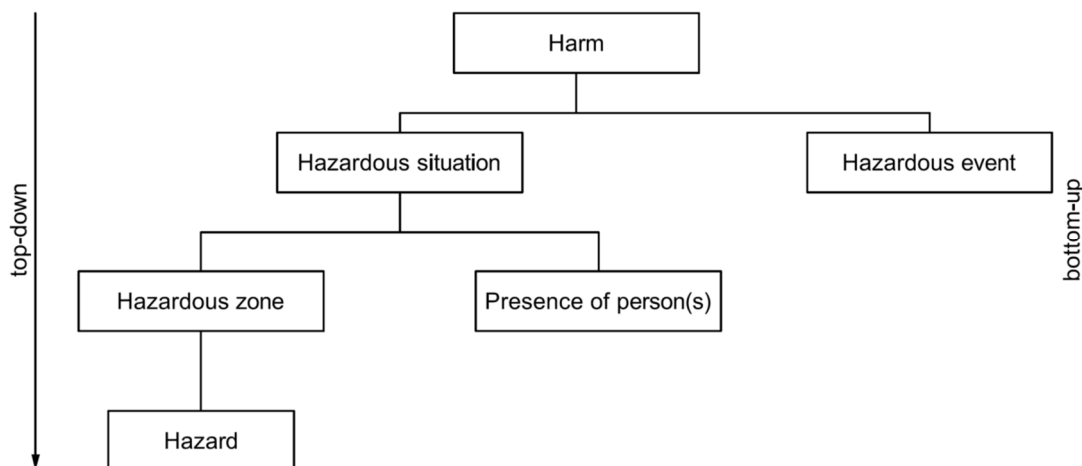 Harm
Hazardous situation
Hazardous event
top-down
bottom-up
Hazardous zone
Presence of person(s)
Hazard